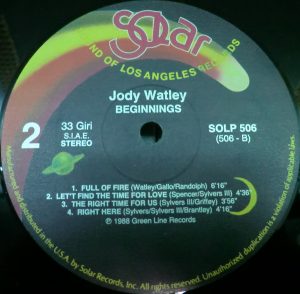 Solar
ND OF LOS ANGELES RECORDS
Jody Watley
BEGINNINGS
2
33 Giri
S.I.A.E.
STEREO
SOLP 506
(506 - B)
1. FULL OF FIRE (Watley/Gallo/Randolph) 6'16"
2. LET'T FIND THE TIME FOR LOVE (Spencer/Sylvers III) 4'36"
3. THE RIGHT TIME FOR US (Sylvers III/Griffey) 3'56"
4. RIGHT HERE (Sylvers/Sylvers III/Brantley) 4'16"
℗ 1988 Green Line Records
Manufactured and distributed in the U.S.A. by Solar Records, Inc. All rights reserved. Unauthorized duplication is a violation of applicable laws.